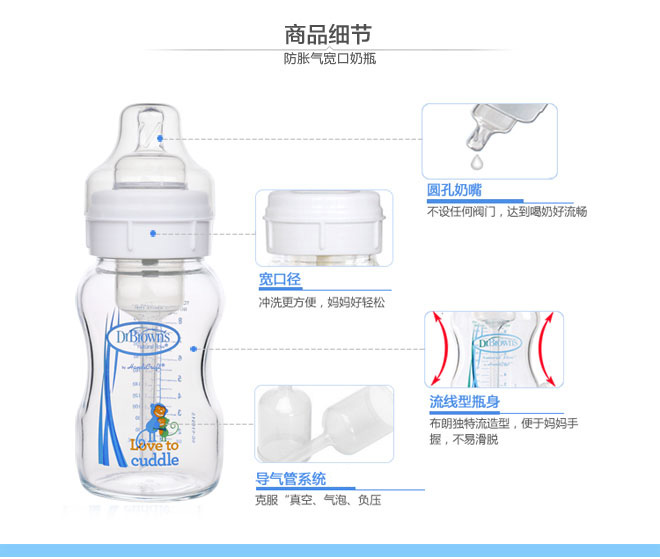 商品细节
防胀气宽口奶瓶
圆孔奶嘴
不设任何阀门，达到喝奶好流畅
宽口径
冲洗更方便，妈妈好轻松
DrBrown's
natural flow
Love to
cuddle
流线型瓶身
布朗独特流造型，便于妈妈手
握，不易滑脱
导气管系统
克服“真空、气泡、负压